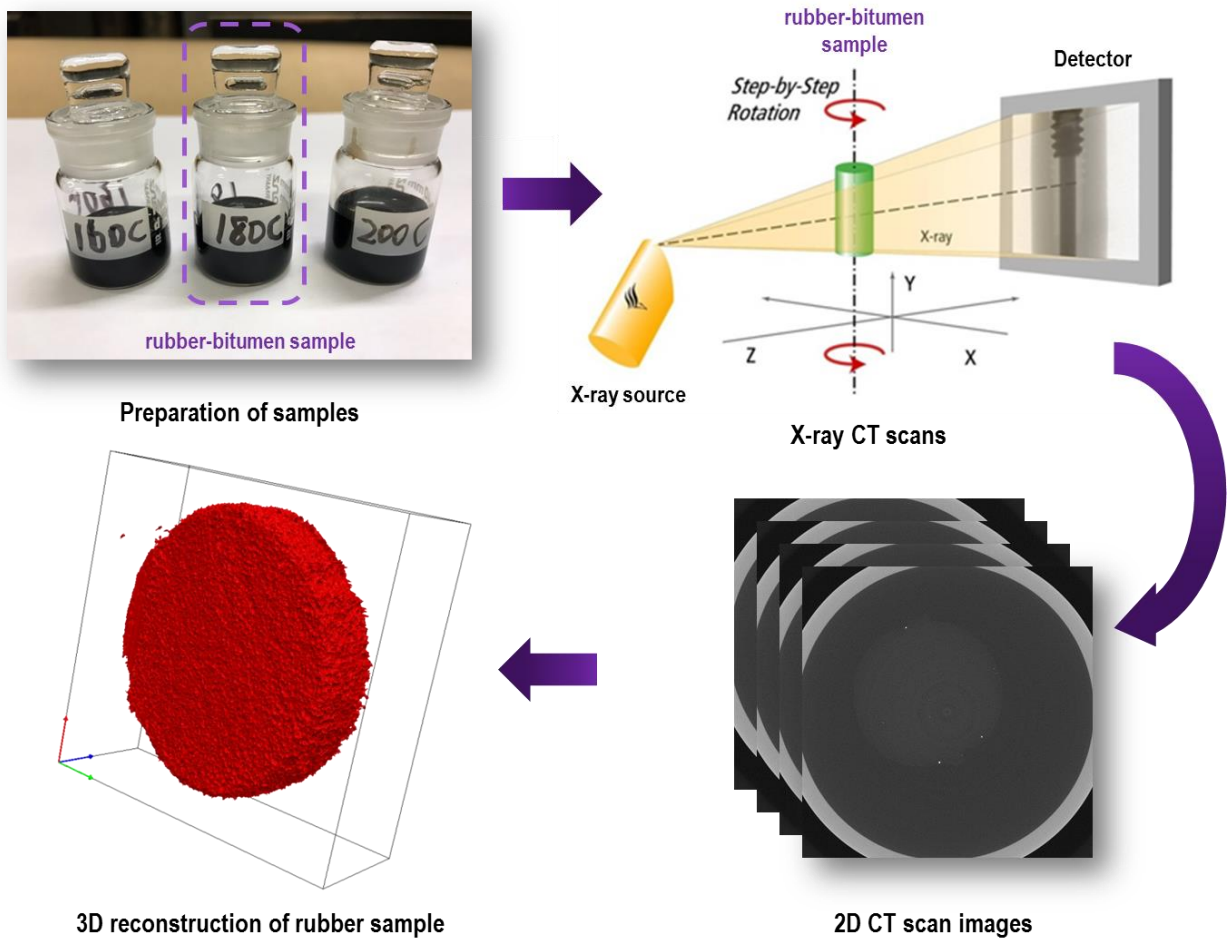 160C
180C
200C
rubber-bitumen sample
Preparation of samples
rubber-bitumen
sample
Step-by-Step
Rotation
Detector
X-ray
Y
Z
X
X-ray source
X-ray CT scans
3D reconstruction of rubber sample
2D CT scan images